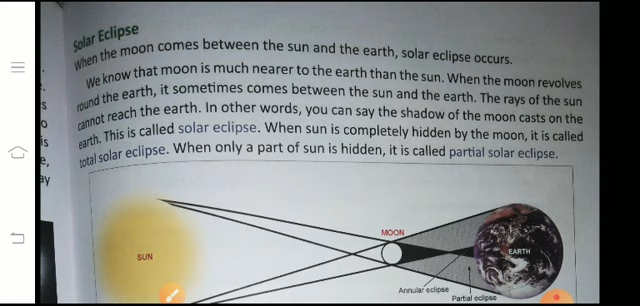 Solar Eclipse
When the moon comes between the sun and the earth, solar eclipse occurs.
We know that moon is much nearer to the earth than the sun. When the moon revolves
round the earth, it sometimes comes between the sun and the earth. The rays of the sun
cannot reach the earth. In other words, you can say the shadow of the moon casts on the
earth. This is called solar eclipse. When sun is completely hidden by the moon, it is called
total solar eclipse. When only a part of sun is hidden, it is called partial solar eclipse.
MOON
SUN
EARTH
Annular eclipse
Partial eclipse